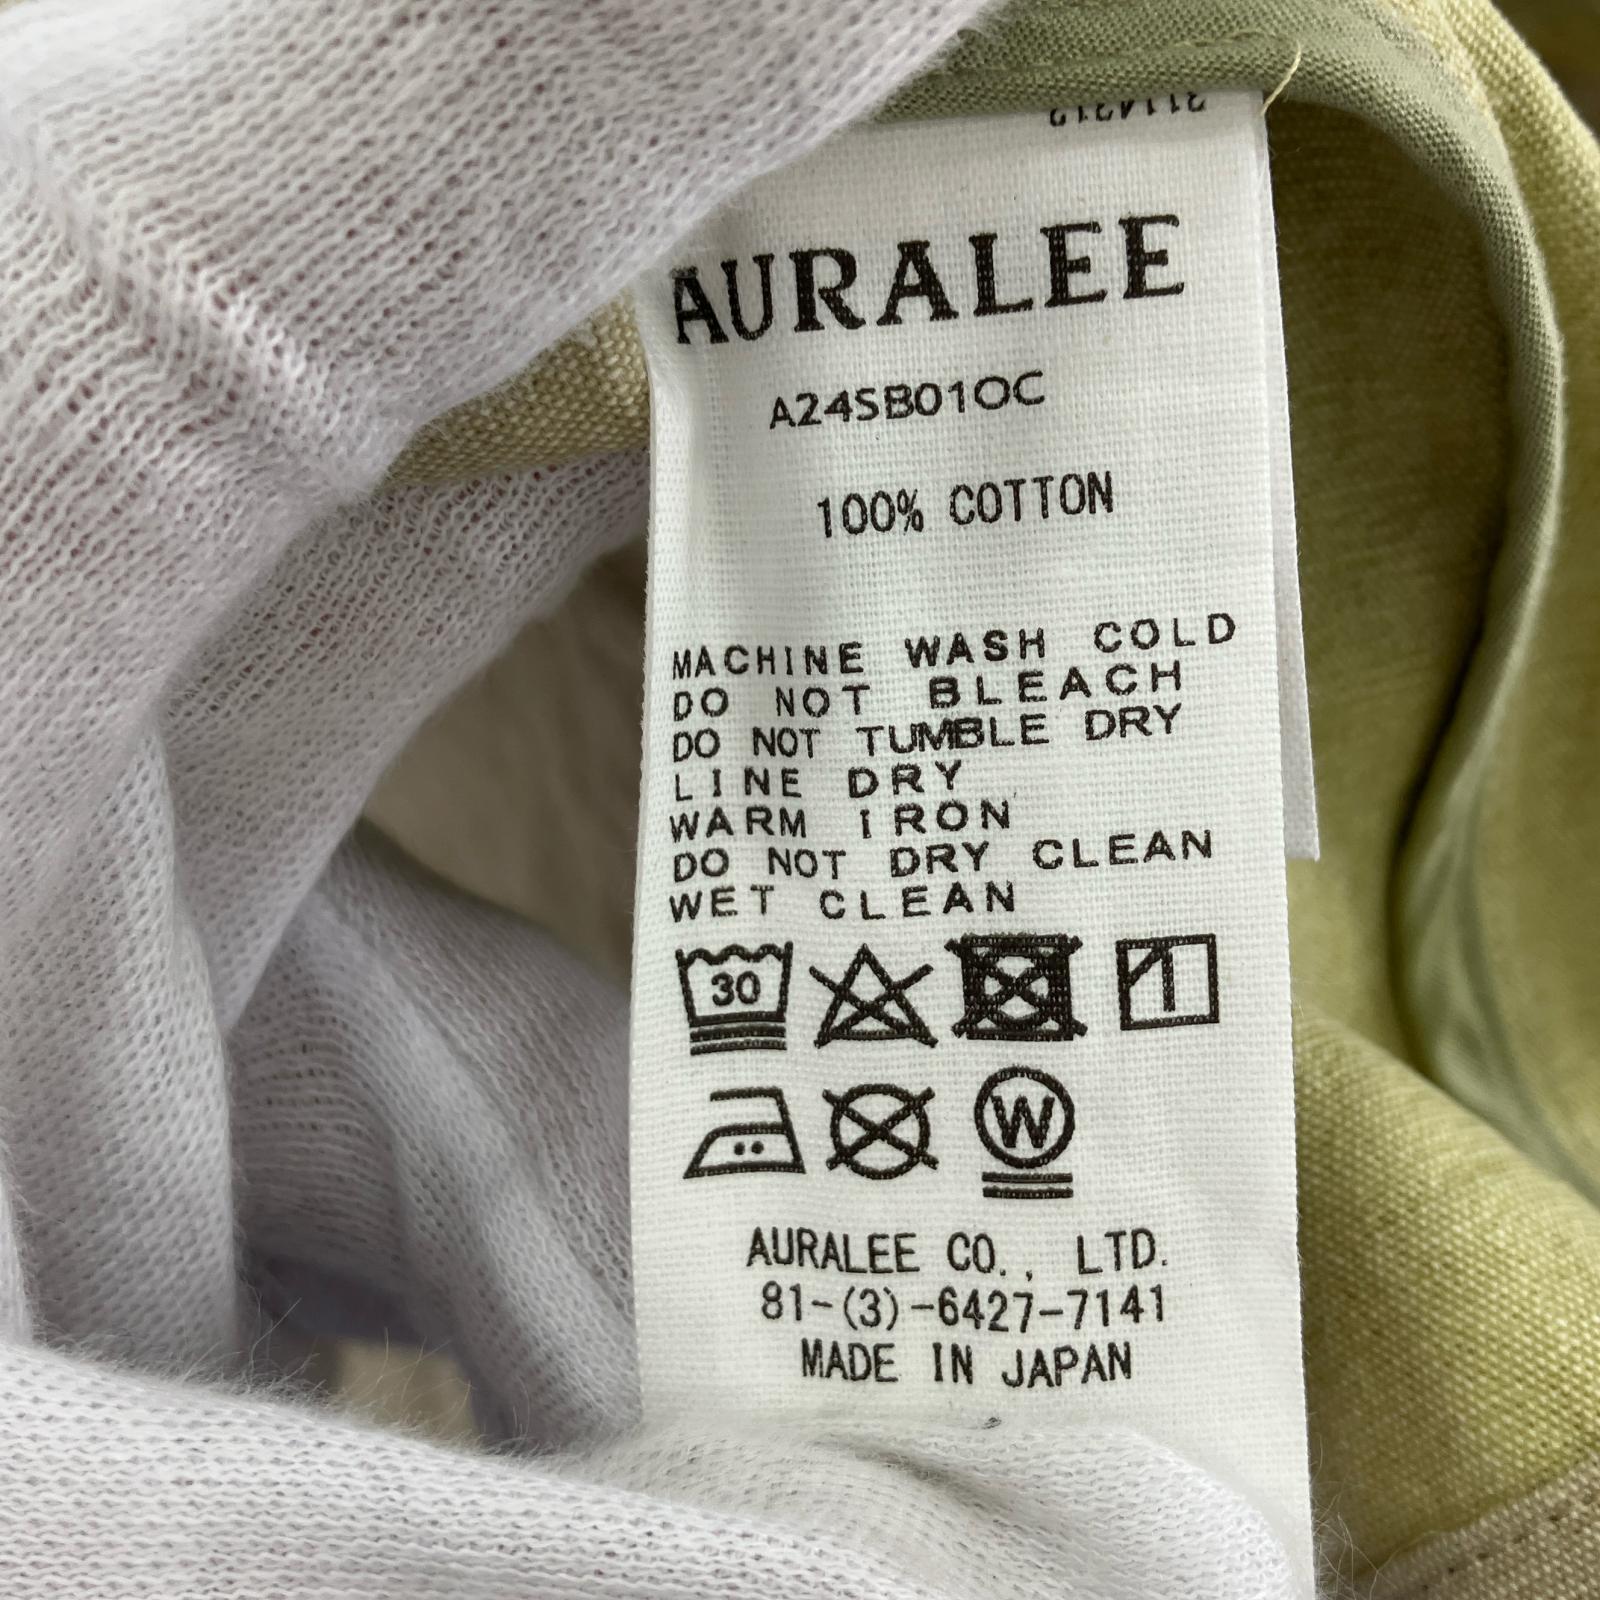 AURALEE
A24SB01OC
100% COTTON
MACHINE WASH COLD
DO NOT BLEACH
DO NOT TUMBLE DRY
LINE DRY
WARM IRON
DO NOT DRY CLEAN
WET CLEAN
30
W
AURALEE CO., LTD.
81-(3)-6427-7141
MADE IN JAPAN